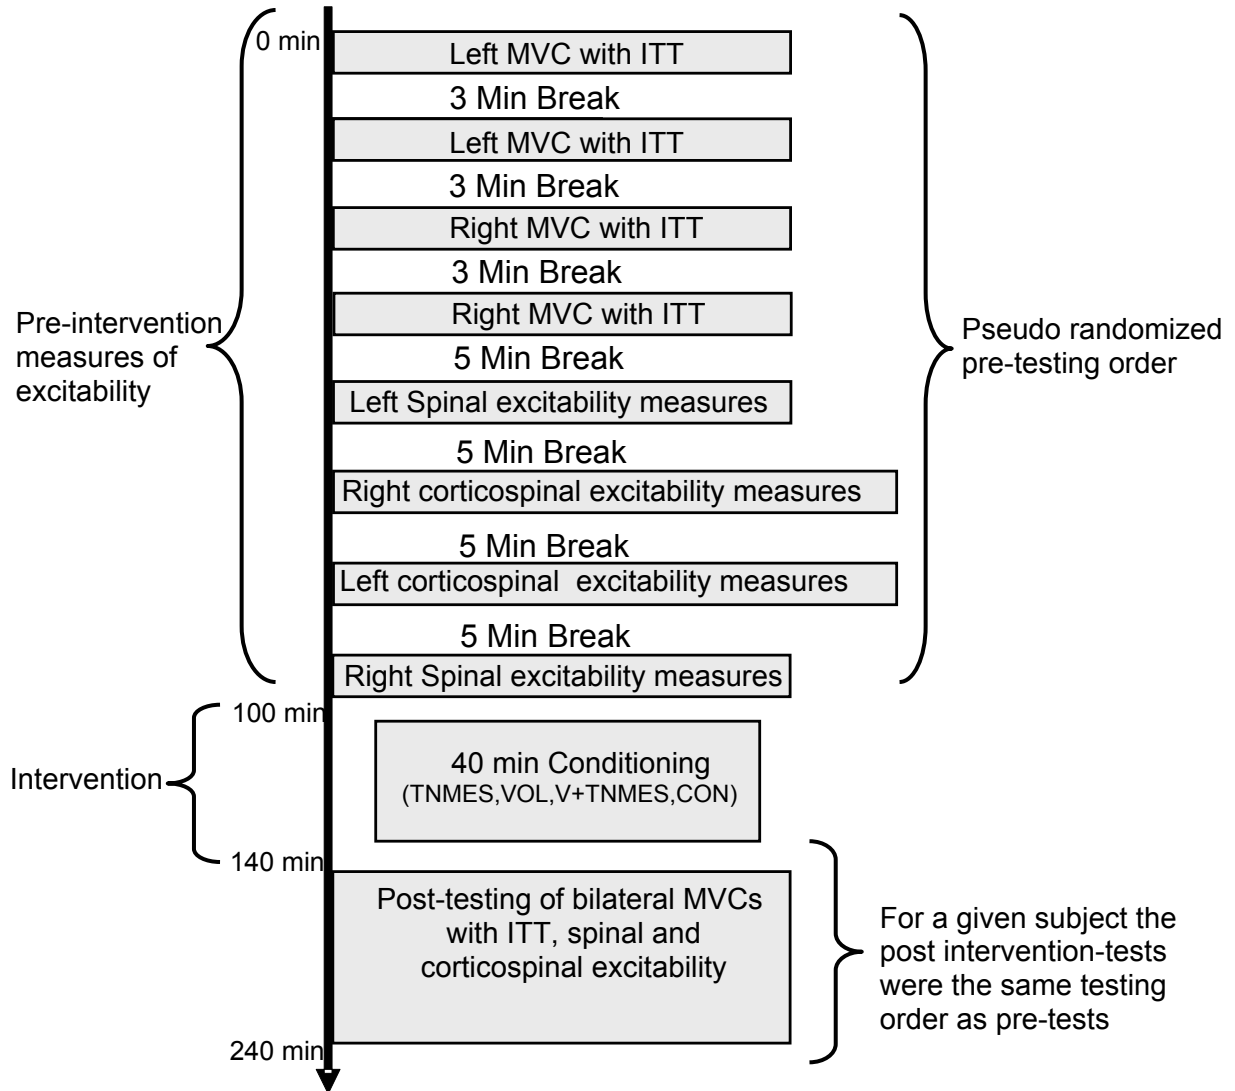 0 min
Left MVC with ITT
3 Min Break
Left MVC with ITT
3 Min Break
Right MVC with ITT
3 Min Break
Right MVC with ITT
5 Min Break
Left Spinal excitability measures
5 Min Break
Right corticospinal excitability measures
5 Min Break
Left corticospinal excitability measures
5 Min Break
Right Spinal excitability measures
Pre-intervention
measures of
excitability
Pseudo randomized
pre-testing order
100 min
Intervention
40 min Conditioning
(TNMES,VOL,V+TNMES,CON)
140 min
Post-testing of bilateral MVCs
with ITT, spinal and
corticospinal excitability
For a given subject the
post intervention-tests
were the same testing
order as pre-tests
240 min